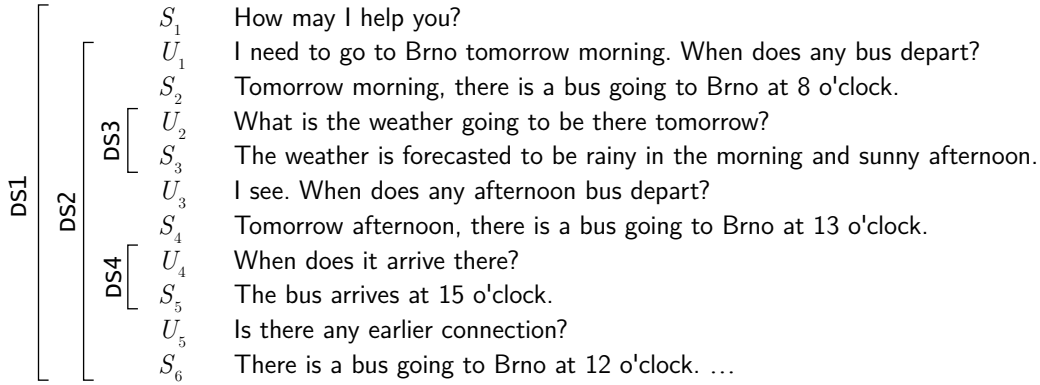 S1 How may I help you?
U1 I need to go to Brno tomorrow morning. When does any bus depart?
S2 Tomorrow morning, there is a bus going to Brno at 8 o'clock.
DS3 U2 What is the weather going to be there tomorrow?
S3 The weather is forecasted to be rainy in the morning and sunny afternoon.
DS1 DS2 U3 I see. When does any afternoon bus depart?
S4 Tomorrow afternoon, there is a bus going to Brno at 13 o'clock.
DS4 U4 When does it arrive there?
S5 The bus arrives at 15 o'clock.
U5 Is there any earlier connection?
S6 There is a bus going to Brno at 12 o'clock. ...